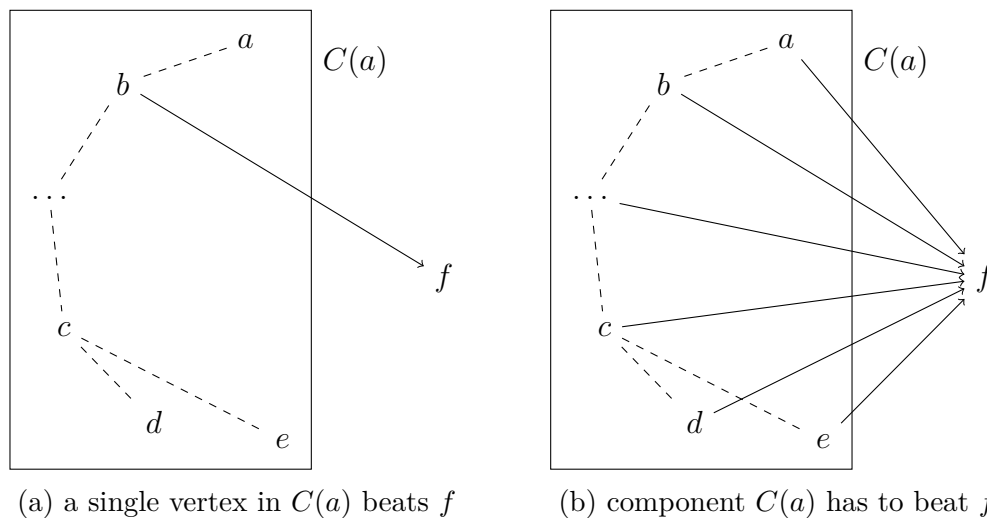 a a
C(a) C(a)
b b
... ...
f f
c c
d d
e e
(a) a single vertex in C(a) beats f
(b) component C(a) has to beat f